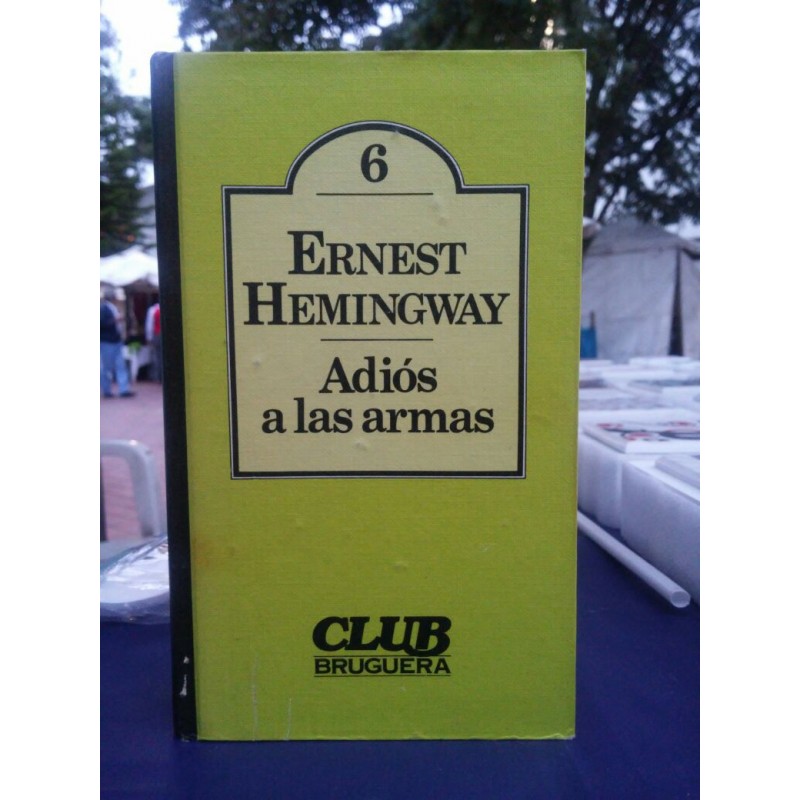 6
ERNEST
HEMINGWAY
Adiós
a las armas
CLUB
BRUGUERA